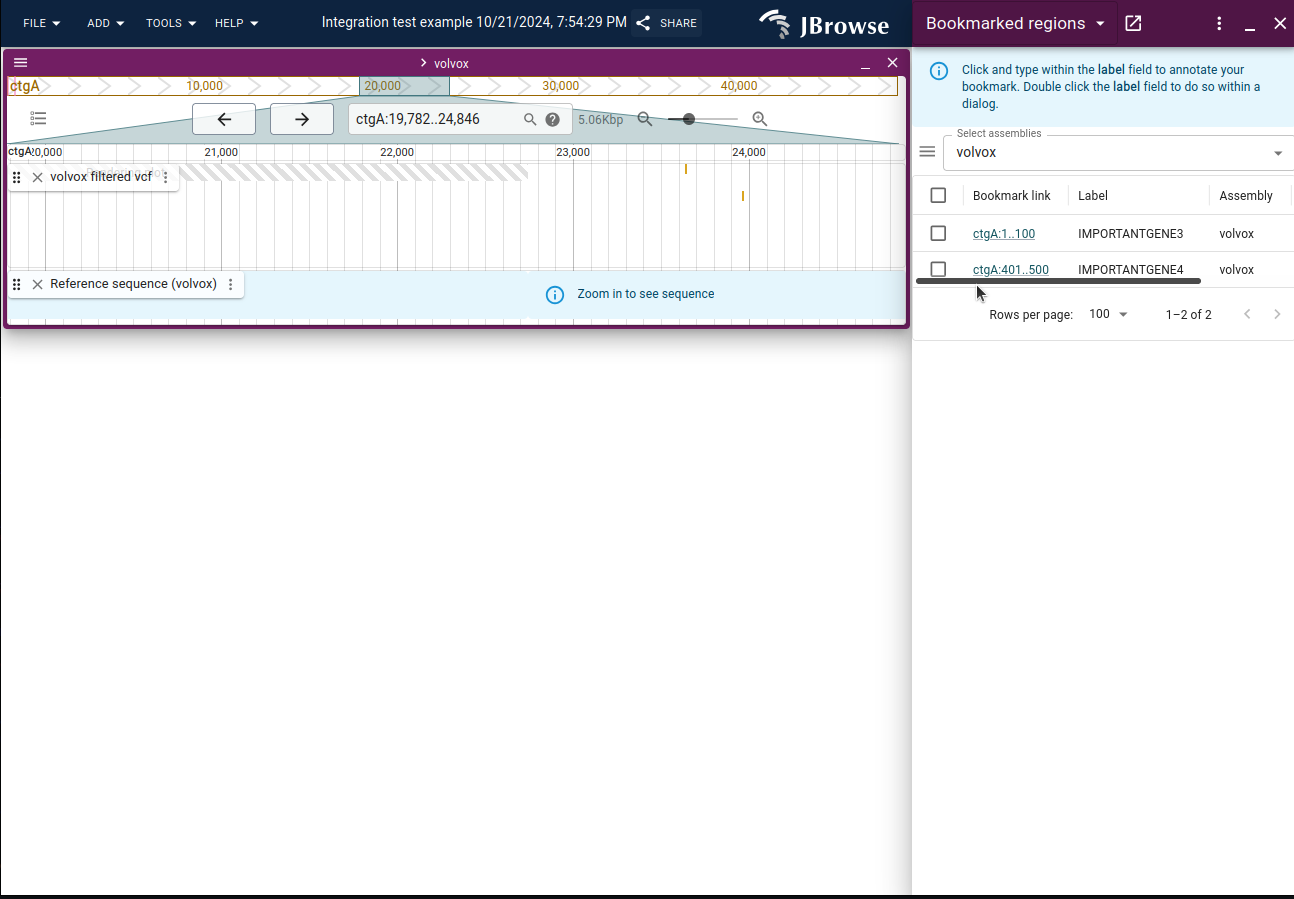 FILE ADD TOOLS HELP Integration test example 10/21/2024, 7:54:29 PM SHARE JBrowse
volvox
ctgA 10,000 20,000 30,000 40,000
ctgA:19,782..24,846 5.06Kbp
ctgA 21,000 22,000 23,000 24,000
volvox filtered vcf
Reference sequence (volvox)
Zoom in to see sequence
Bookmarked regions
Click and type within the label field to annotate your
bookmark. Double click the label field to do so within a
dialog.
Select assemblies
volvox
Bookmark link Label Assembly
ctgA:1..100 IMPORTANTGENE3 volvox
ctgA:401..500 IMPORTANTGENE4 volvox
Rows per page: 100 1–2 of 2